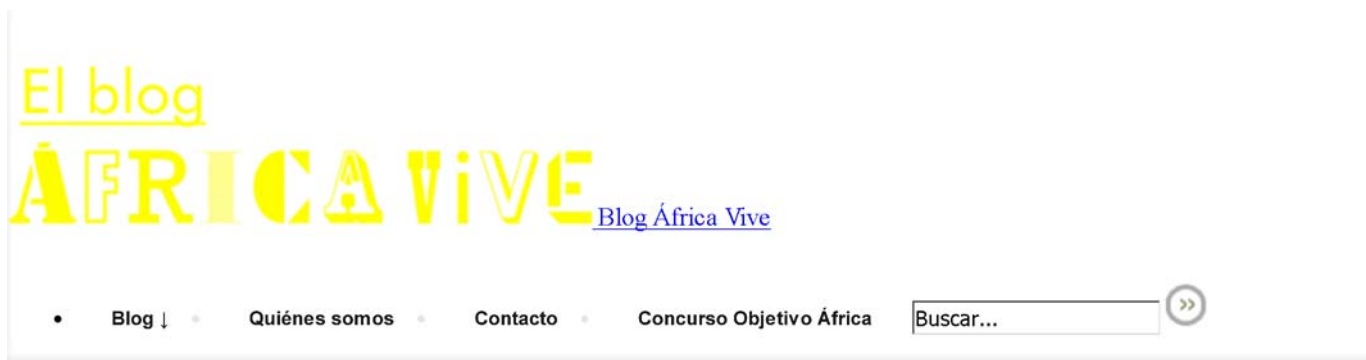 El blog
ÁFRICA ViVE Blog África Vive
• Blog ↓ • Quiénes somos • Contacto • Concurso Objetivo África Buscar... »